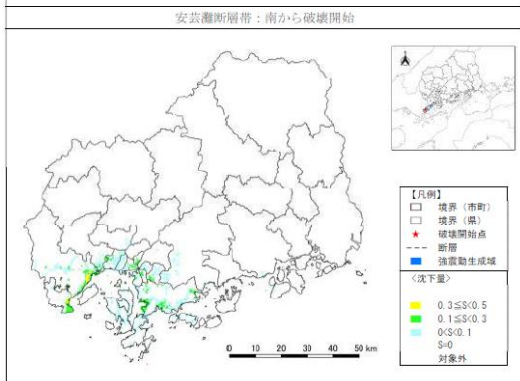 安芸灘断層帯：南から破壊開始
【凡例】
境界（市町）
境界（県）
破壊開始点
断層
強震動生成域
<沈下量>
0.3≦S<0.5
0.1≦S<0.3
0<S<0.1
S=0
対象外
0 10 20 30 40 50 km